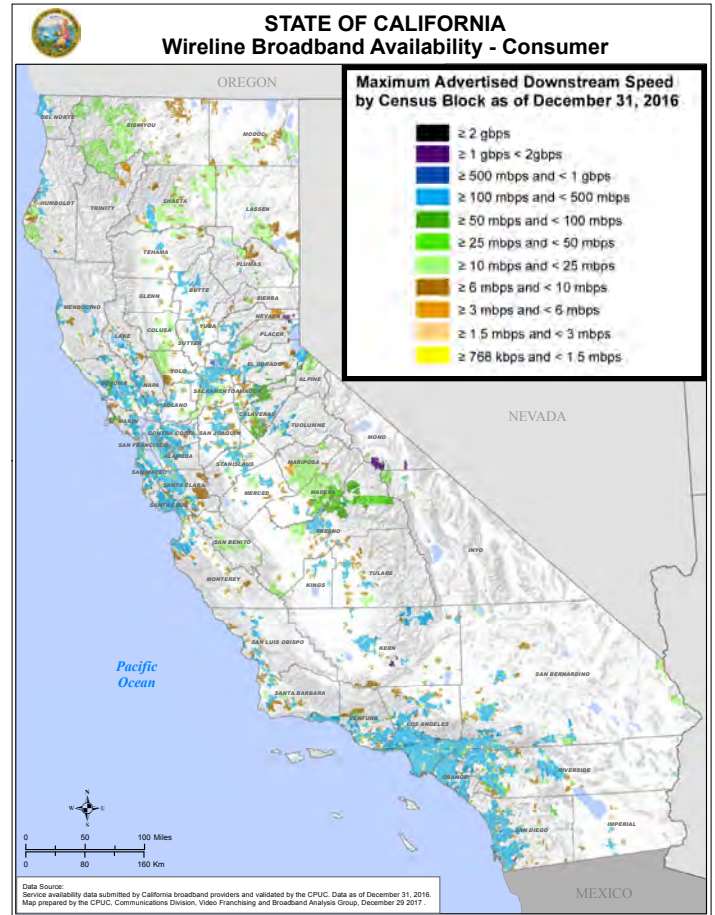 STATE OF CALIFORNIA
Wireline Broadband Availability - Consumer
OREGON
Maximum Advertised Downstream Speed
by Census Block as of December 31, 2016
≥ 2 gbps
≥ 1 gbps < 2gbps
≥ 500 mbps and < 1 gbps
≥ 100 mbps and < 500 mbps
≥ 50 mbps and < 100 mbps
≥ 25 mbps and < 50 mbps
≥ 10 mbps and < 25 mbps
≥ 6 mbps and < 10 mbps
≥ 3 mbps and < 6 mbps
≥ 1.5 mbps and < 3 mbps
≥ 768 kbps and < 1.5 mbps
DEL NORTE
SISKIYOU
MODOC
HUMBOLDT
TRINITY
SHASTA
LASSEN
TEHAMA
PLUMAS
GLENN
BUTTE
SIERRA
MENDOCINO
NEVADA
COLUSA
YUBA
PLACER
LAKE
SUTTER
EL DORADO
YOLO
ALPINE
SONOMA
NAPA
SACRAMENTO
AMADOR
SOLANO
CALAVERAS
NEVADA
MARIN
TUOLUMNE
CONTRA COSTA
SAN JOAQUIN
MONO
SAN FRANCISCO
ALAMEDA
STANISLAUS
MARIPOSA
SAN MATEO
SANTA CLARA
MERCED
MADERA
SANTA CRUZ
FRESNO
SAN BENITO
INYO
MONTEREY
KINGS
TULARE
SAN LUIS OBISPO
KERN
Pacific
Ocean
SAN BERNARDINO
SANTA BARBARA
VENTURA
LOS ANGELES
ORANGE
RIVERSIDE
SAN DIEGO
IMPERIAL
N
W
E
S
0 50 100 Miles
0 80 160 Km
MEXICO
Data Source:
Service availability data submitted by California broadband providers and validated by the CPUC. Data as of December 31, 2016.
Map prepared by the CPUC, Communications Division, Video Franchising and Broadband Analysis Group, December 29 2017 .